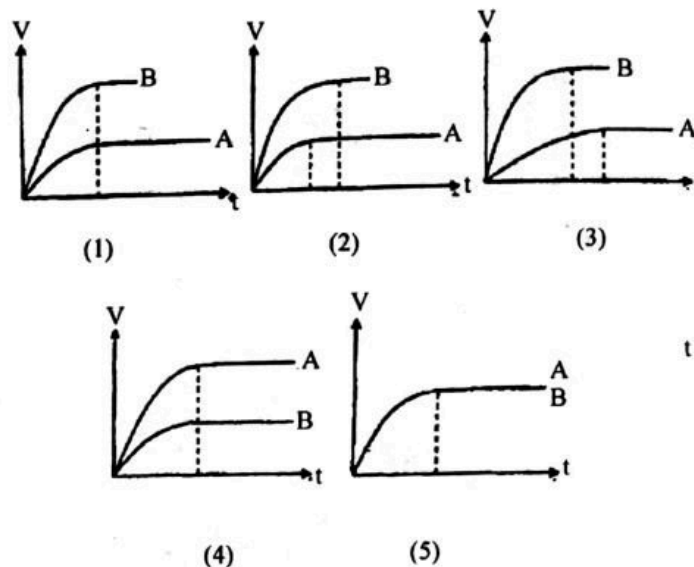 V V V
B B B
A A A
t t
(1) (2) (3)
V V
A A
B B
t t t
(4) (5)